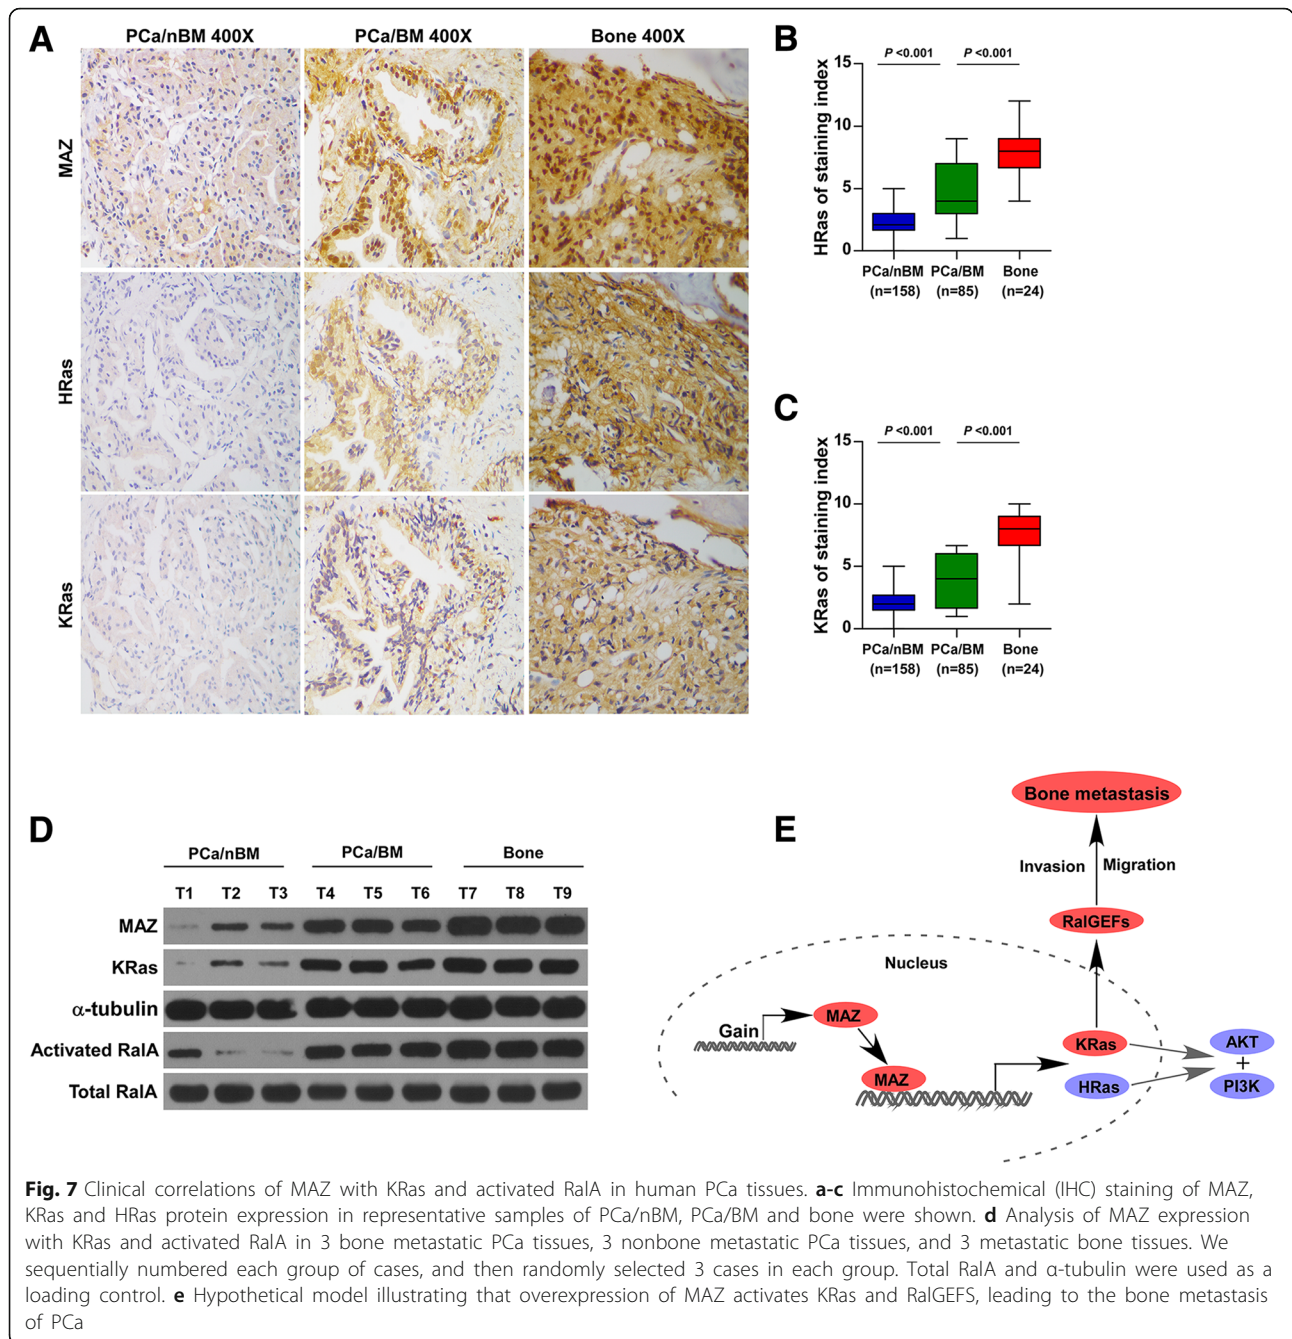 A
PCa/nBM 400X
PCa/BM 400X
Bone 400X
MAZ
HRas
KRas
B
P <0.001
P <0.001
HRas of staining index
15
10
5
0
PCa/nBM
(n=158)
PCa/BM
(n=85)
Bone
(n=24)
C
P <0.001
P <0.001
KRas of staining index
15
10
5
0
PCa/nBM
(n=158)
PCa/BM
(n=85)
Bone
(n=24)
D
PCa/nBM
PCa/BM
Bone
T1 T2 T3 T4 T5 T6 T7 T8 T9
MAZ
KRas
α-tubulin
Activated RalA
Total RalA
E
Bone metastasis
Invasion
Migration
RalGEFs
Nucleus
Gain
MAZ
MAZ
KRas
HRas
AKT
+
PI3K
Fig. 7 Clinical correlations of MAZ with KRas and activated RalA in human PCa tissues. a-c Immunohistochemical (IHC) staining of MAZ,
KRas and HRas protein expression in representative samples of PCa/nBM, PCa/BM and bone were shown. d Analysis of MAZ expression
with KRas and activated RalA in 3 bone metastatic PCa tissues, 3 nonbone metastatic PCa tissues, and 3 metastatic bone tissues. We
sequentially numbered each group of cases, and then randomly selected 3 cases in each group. Total RalA and α-tubulin were used as a
loading control. e Hypothetical model illustrating that overexpression of MAZ activates KRas and RalGEFS, leading to the bone metastasis
of PCa